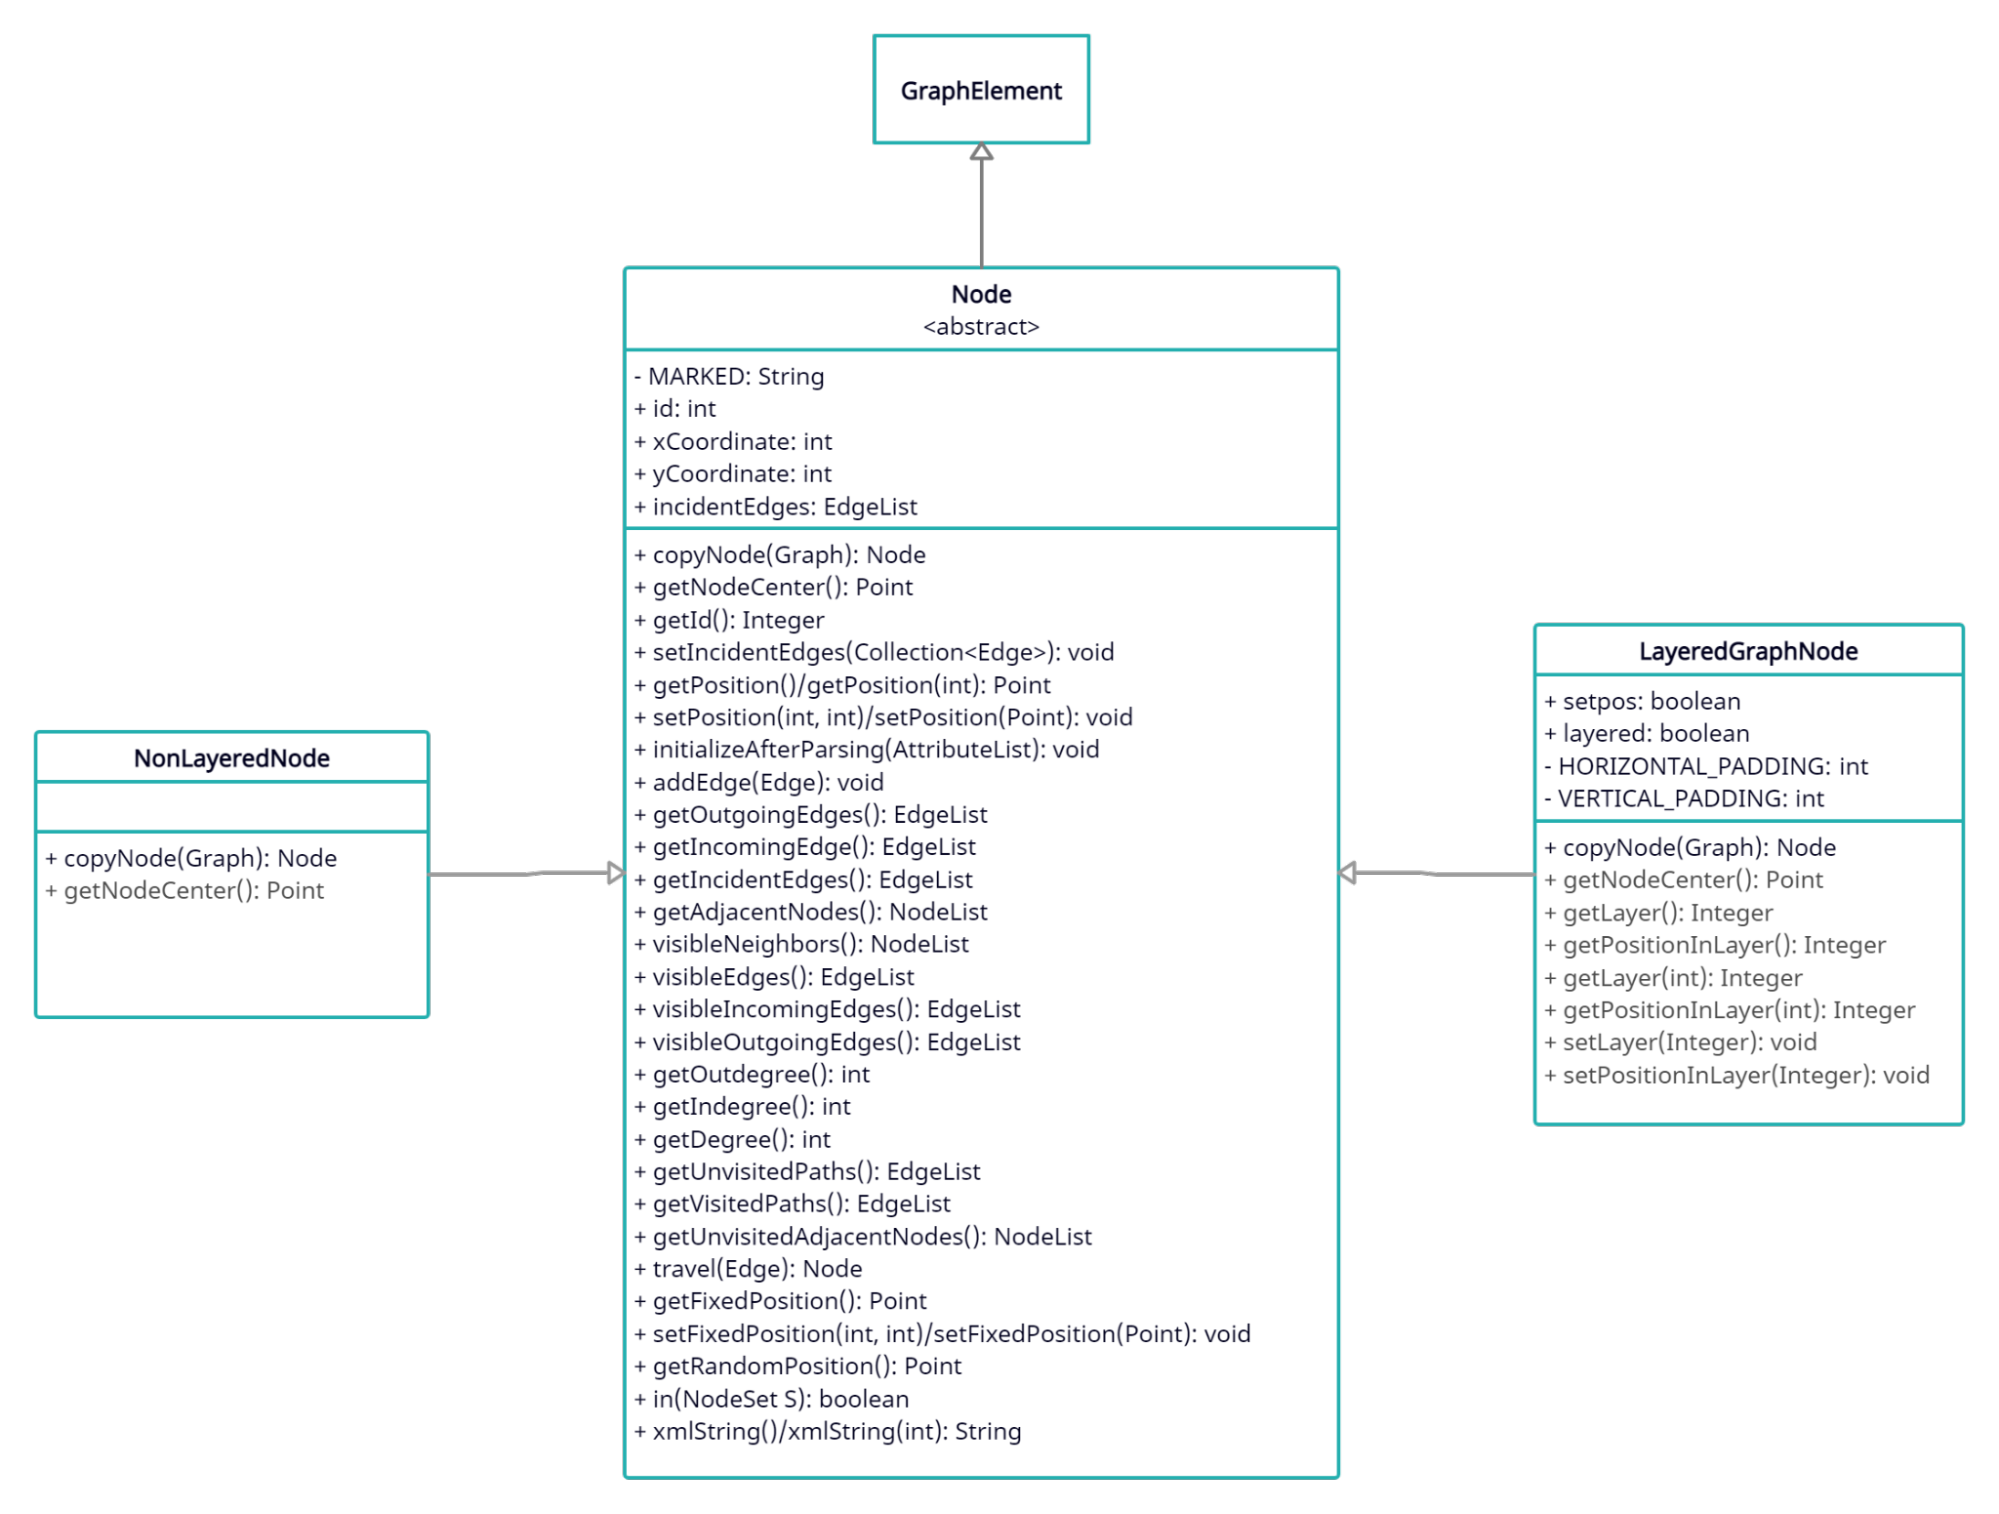 GraphElement
Node
<abstract>
- MARKED: String
+ id: int
+ xCoordinate: int
+ yCoordinate: int
+ incidentEdges: EdgeList
+ copyNode(Graph): Node
+ getNodeCenter(): Point
+ getId(): Integer
+ setIncidentEdges(Collection<Edge>): void
+ getPosition()/getPosition(int): Point
+ setPosition(int, int)/setPosition(Point): void
+ initializeAfterParsing(AttributeList): void
+ addEdge(Edge): void
+ getOutgoingEdges(): EdgeList
+ getIncomingEdge(): EdgeList
+ getIncidentEdges(): EdgeList
+ getAdjacentNodes(): NodeList
+ visibleNeighbors(): NodeList
+ visibleEdges(): EdgeList
+ visibleIncomingEdges(): EdgeList
+ visibleOutgoingEdges(): EdgeList
+ getOutdegree(): int
+ getIndegree(): int
+ getDegree(): int
+ getUnvisitedPaths(): EdgeList
+ getVisitedPaths(): EdgeList
+ getUnvisitedAdjacentNodes(): NodeList
+ travel(Edge): Node
+ getFixedPosition(): Point
+ setFixedPosition(int, int)/setFixedPosition(Point): void
+ getRandomPosition(): Point
+ in(NodeSet S): boolean
+ xmlString()/xmlString(int): String
NonLayeredNode
+ copyNode(Graph): Node
+ getNodeCenter(): Point
LayeredGraphNode
+ setpos: boolean
+ layered: boolean
- HORIZONTAL_PADDING: int
- VERTICAL_PADDING: int
+ copyNode(Graph): Node
+ getNodeCenter(): Point
+ getLayer(): Integer
+ getPositionInLayer(): Integer
+ getLayer(int): Integer
+ getPositionInLayer(int): Integer
+ setLayer(Integer): void
+ setPositionInLayer(Integer): void